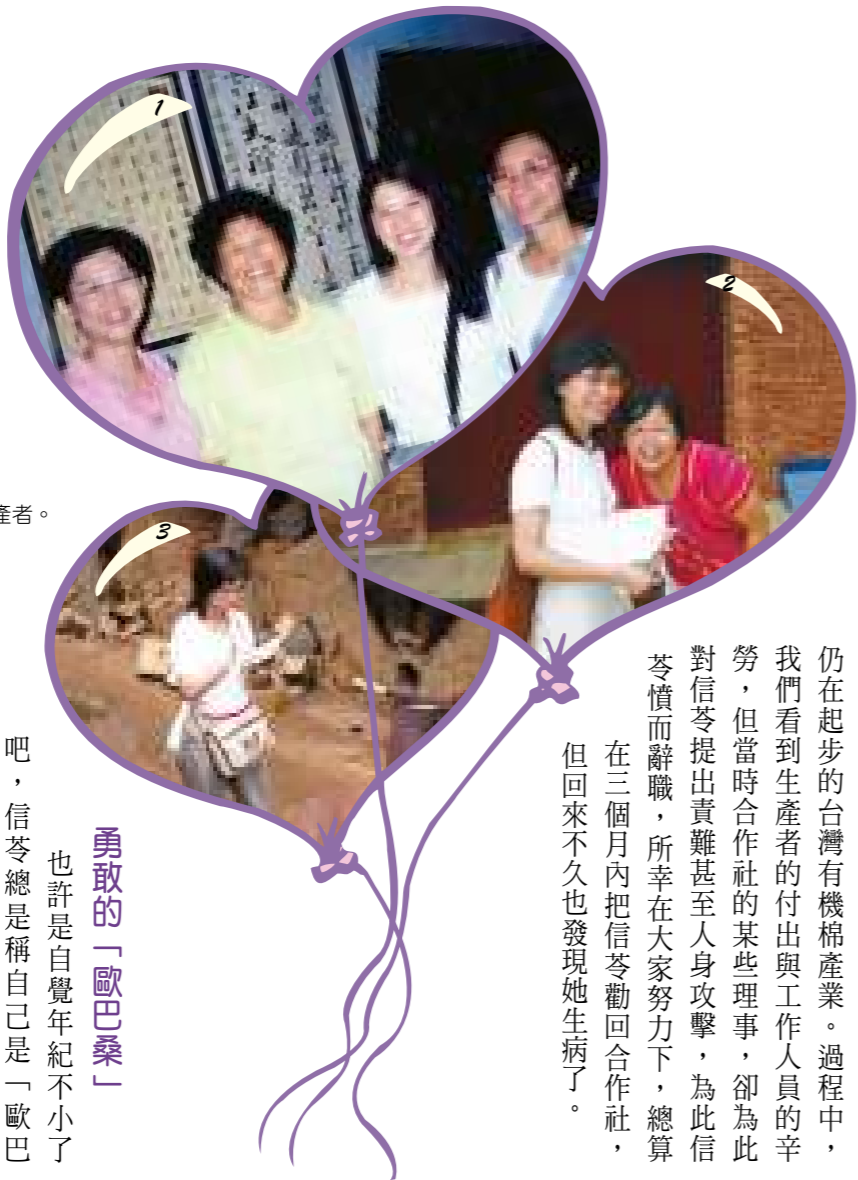 1
2
3
產者。
仍在起步的台灣有機棉產業。過程中，
我們看到生產者的付出與工作人員的辛
勞，但當時合作社的某些理事，卻為此
對信苓提出責難甚至人身攻擊，為此信
苓憤而辭職，所幸在大家努力下，總算
在三個月內把信苓勸回合作社，
但回來不久也發現她生病了。
勇敢的「歐巴桑」
也許是自覺年紀不小了
吧，信苓總是稱自己是「歐巴